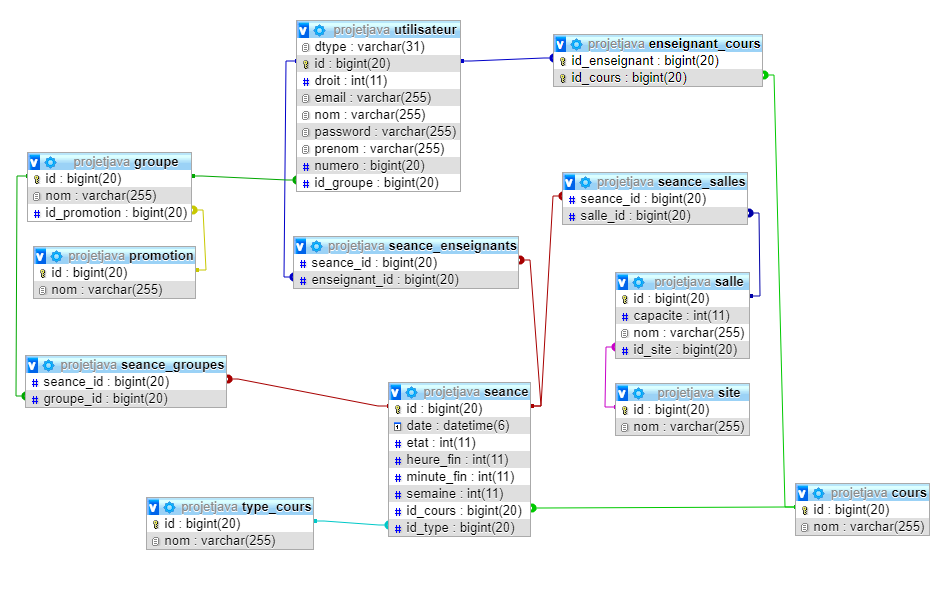 projetjava utilisateur
dtype : varchar(31)
id : bigint(20)
droit : int(11)
email : varchar(255)
nom : varchar(255)
password : varchar(255)
prenom : varchar(255)
numero : bigint(20)
id_groupe : bigint(20)
projetjava enseignant_cours
id_enseignant : bigint(20)
id_cours : bigint(20)
projetjava groupe
id : bigint(20)
nom : varchar(255)
id_promotion : bigint(20)
projetjava seance_salles
seance_id : bigint(20)
salle_id : bigint(20)
projetjava promotion
id : bigint(20)
nom : varchar(255)
projetjava seance_enseignants
seance_id : bigint(20)
enseignant_id : bigint(20)
projetjava salle
id : bigint(20)
capacite : int(11)
nom : varchar(255)
id_site : bigint(20)
projetjava seance_groupes
seance_id : bigint(20)
groupe_id : bigint(20)
projetjava seance
id : bigint(20)
date : datetime(6)
etat : int(11)
heure_fin : int(11)
minute_fin : int(11)
semaine : int(11)
id_cours : bigint(20)
id_type : bigint(20)
projetjava site
id : bigint(20)
nom : varchar(255)
projetjava type_cours
id : bigint(20)
nom : varchar(255)
projetjava cours
id : bigint(20)
nom : varchar(255)